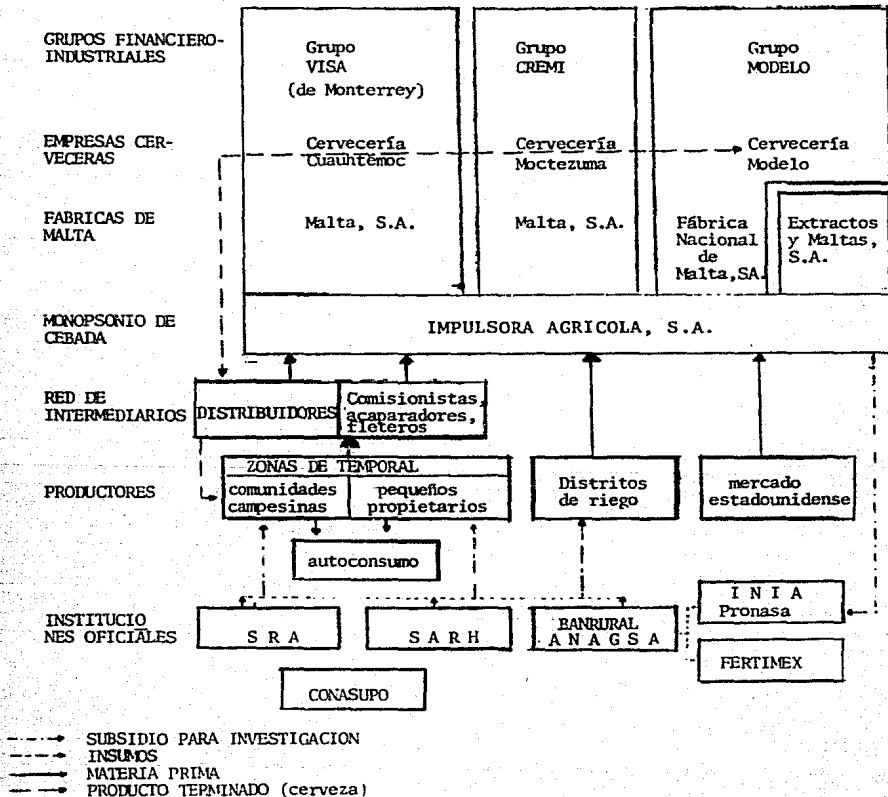 GRUPOS FINANCIERO-
INDUSTRIALES
Grupo
VISA
(de Monterrey)
Grupo
CREMI
Grupo
MODELO
EMPRESAS CER-
VECERAS
Cervecería
Cuauhtémoc
Cervecería
Moctezuma
Cervecería
Modelo
FABRICAS DE
MALTA
Malta, S.A.
Malta, S.A.
Fábrica
Nacional
de
Malta,SA.
Extractos
y Maltas,
S.A.
MONOPSONIO DE
CEBADA
IMPULSORA AGRICOLA, S.A.
RED DE
INTERMEDIARIOS
DISTRIBUIDORES
Comisionistas,
acaparadores,
fleteros
PRODUCTORES
ZONAS DE TEMPORAL
comunidades
campesinas
pequeños
propietarios
Distritos
de riego
mercado
estadounidense
autoconsumo
INSTITUCIO
NES OFICIALES
S R A
S A R H
BANRURAL
A N A G S A
I N I A
Pronasa
FERTIMEX
CONASUPO
SUBSIDIO PARA INVESTIGACION
INSUMOS
MATERIA PRIMA
PRODUCTO TERMINADO (cerveza)